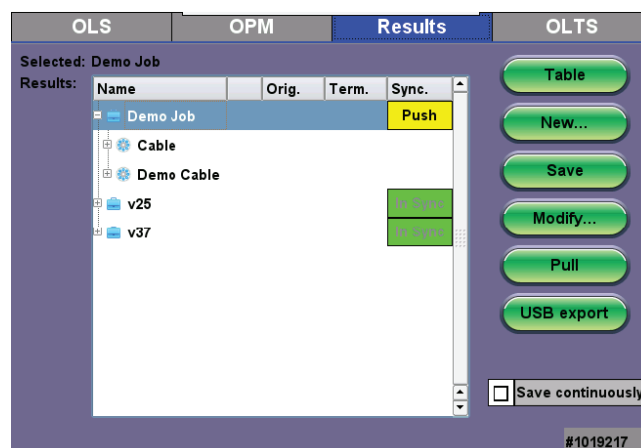 OLS OPM Results OLTS
Selected: Demo Job
Results:
Name Orig. Term. Sync.
Demo Job Push
Cable
Demo Cable
v25 In Sync
v37 In Sync
Table
New...
Save
Modify...
Pull
USB export
Save continuously
#1019217